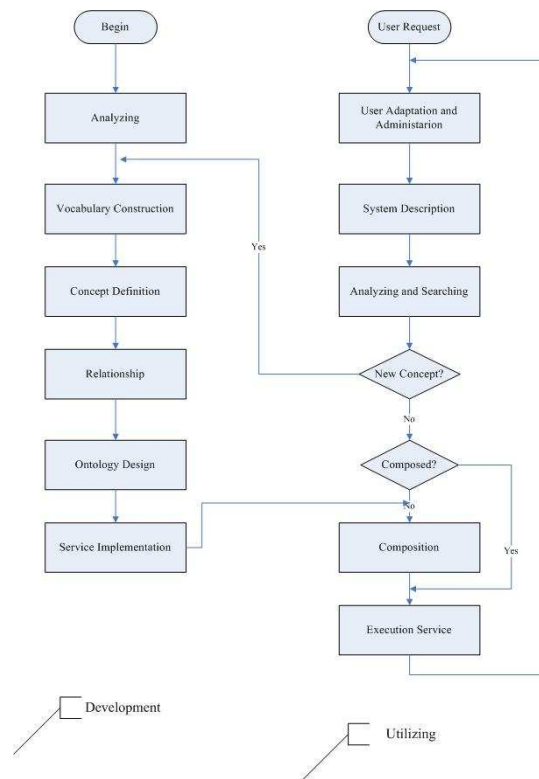 Begin
Analyzing
Vocabulary Construction
Concept Definition
Relationship
Ontology Design
Service Implementation
Development
User Request
User Adaptation and
Administarion
System Description
Analyzing and Searching
New Concept?
Yes
No
Composed?
No
Yes
Composition
Execution Service
Utilizing